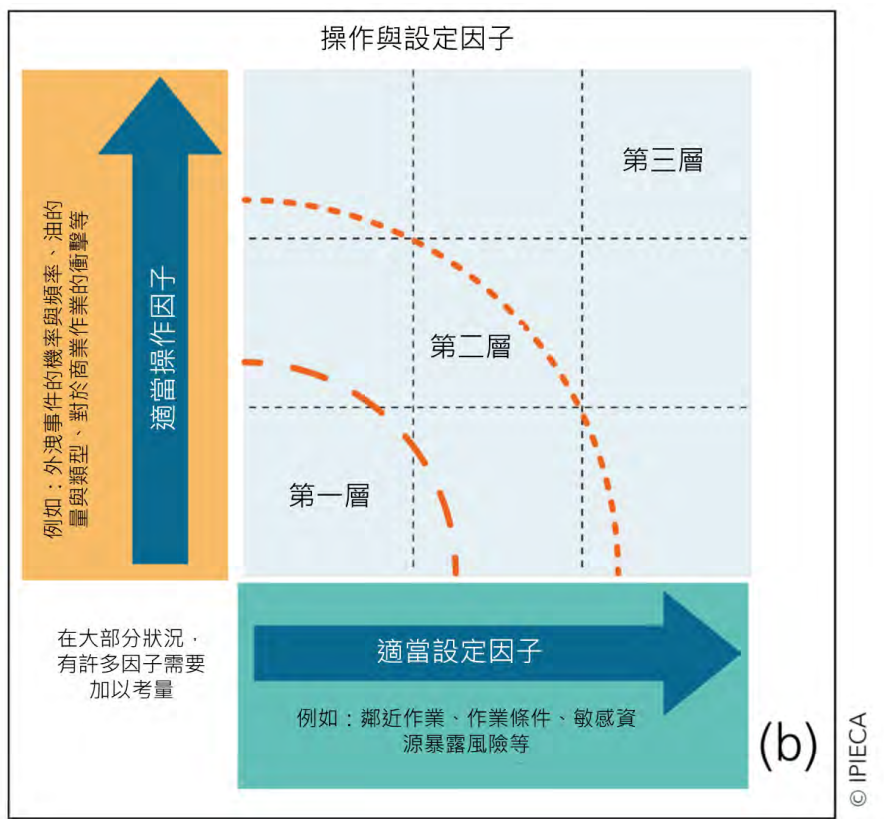 操作與設定因子
第三層
第二層
第一層
適當操作因子
例如：外洩事件的機率與頻率、油的
量與類型、對於商業作業的衝擊等
在大部分狀況，
有許多因子需要
加以考量
適當設定因子
例如：鄰近作業、作業條件、敏感資
源暴露風險等
(b)
© IPIECA